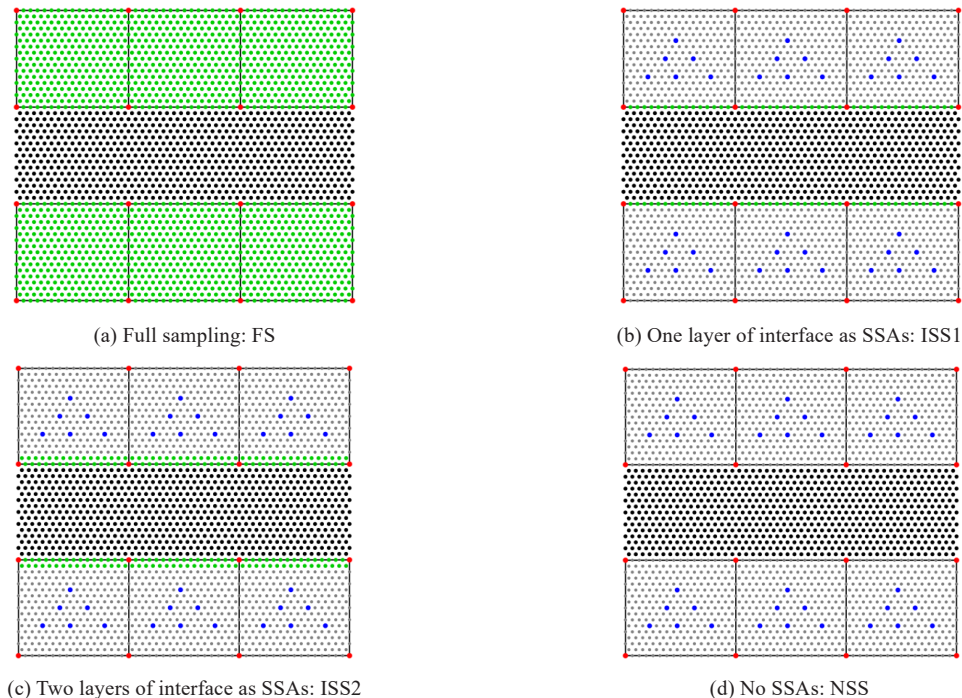 (a) Full sampling: FS
(b) One layer of interface as SSAs: ISS1
(c) Two layers of interface as SSAs: ISS2
(d) No SSAs: NSS